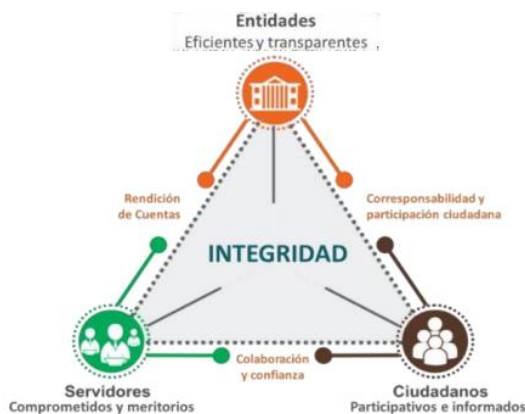 Entidades
Eficientes y transparentes
Rendición
de Cuentas
Corresponsabilidad y
participación ciudadana
INTEGRIDAD
Colaboración
y confianza
Servidores
Comprometidos y meritorios
Ciudadanos
Participativos e informados